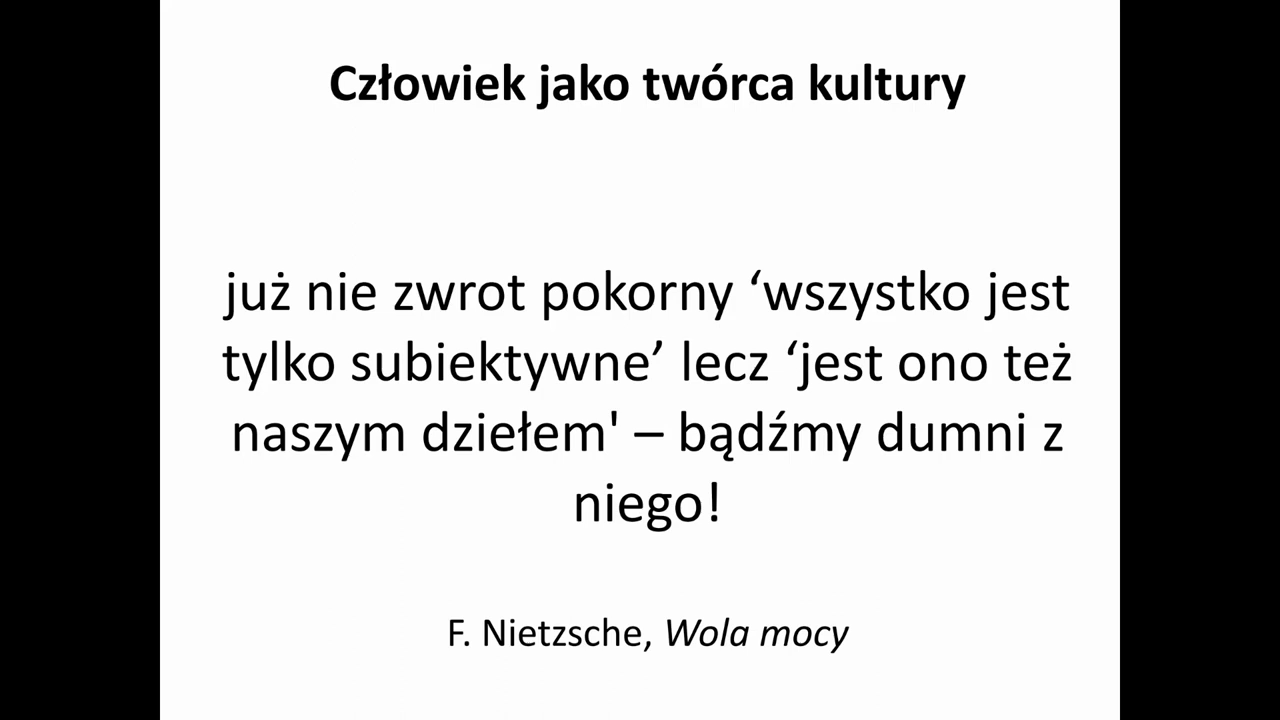 Człowiek jako twórca kultury
już nie zwrot pokorny ‘wszystko jest
tylko subiektywne’ lecz ‘jest ono też
naszym dziełem' – bądźmy dumni z
niego!
F. Nietzsche, Wola mocy